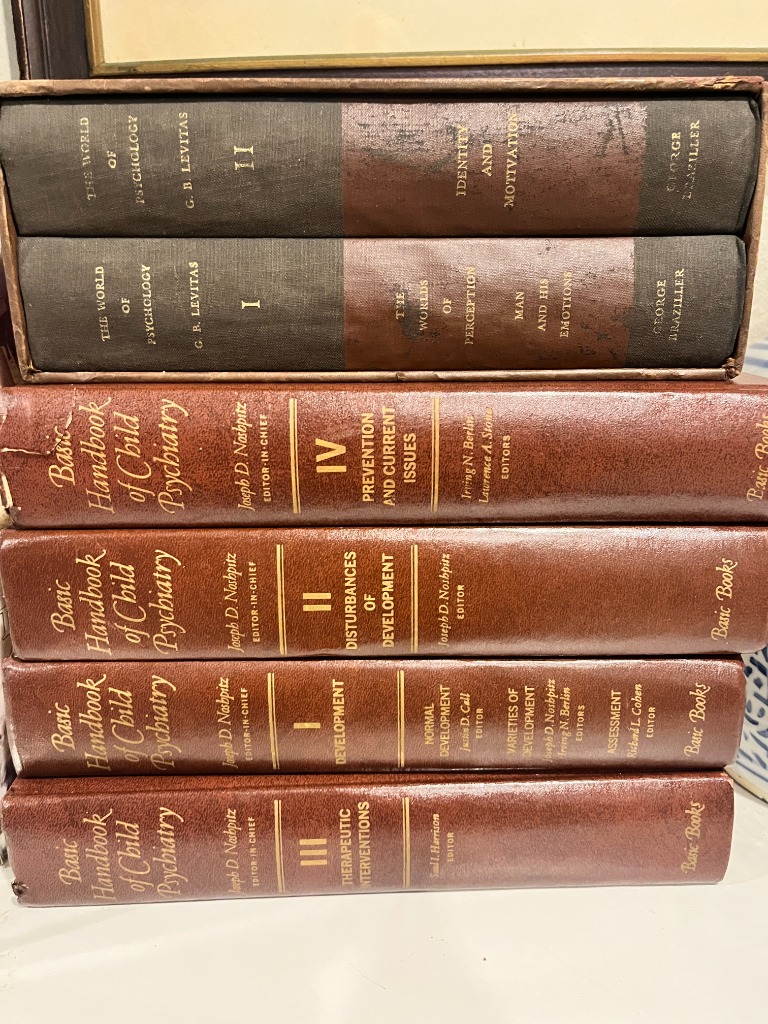 THE WORLD
OF
PSYCHOLOGY
G. B. LEVITAS
II
IDENTITY
AND
MOTIVATION
GEORGE
BRAZILLER
THE WORLD
OF
PSYCHOLOGY
G. B. LEVITAS
I
THE
WORLDS
OF
PERCEPTION
MAN
AND HIS
EMOTIONS
GEORGE
BRAZILLER
Basic
Handbook
of Child
Psychiatry
Joseph D. Noshpitz
EDITOR-IN-CHIEF
IV
PREVENTION
AND CURRENT
ISSUES
Irving N. Berlin
Lawrence A. Stone
EDITORS
Basic Books
Basic
Handbook
of Child
Psychiatry
Joseph D. Noshpitz
EDITOR-IN-CHIEF
II
DISTURBANCES
OF
DEVELOPMENT
Joseph D. Noshpitz
EDITOR
Basic Books
Basic
Handbook
of Child
Psychiatry
Joseph D. Noshpitz
EDITOR-IN-CHIEF
I
DEVELOPMENT
NORMAL
DEVELOPMENT
Justin D. Call
EDITOR
VARIETIES OF
DEVELOPMENT
Joseph D. Noshpitz
Irving N. Berlin
EDITORS
ASSESSMENT
Richard L. Cohen
EDITOR
Basic Books
Basic
Handbook
of Child
Psychiatry
Joseph D. Noshpitz
EDITOR-IN-CHIEF
III
THERAPEUTIC
INTERVENTIONS
Saul I. Harrison
EDITOR
Basic Books